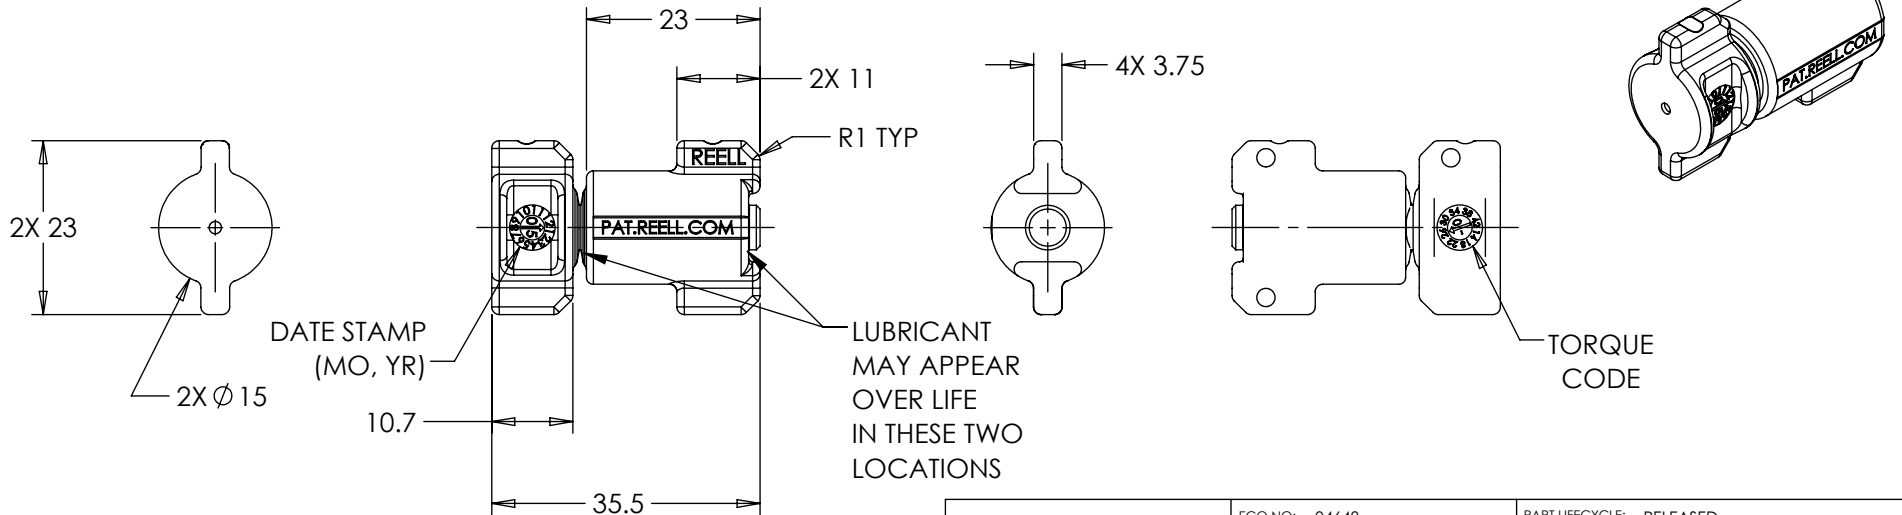 23
2X 11
4X 3.75
R1 TYP
REELL
PAT.REELL.COM
PAT.REELL.COM
2X 23
2X Ø 15
DATE STAMP
(MO, YR)
10.7
35.5
LUBRICANT
MAY APPEAR
OVER LIFE
IN THESE TWO
LOCATIONS
TORQUE
CODE
PART LIFECYCLE: RELEASED